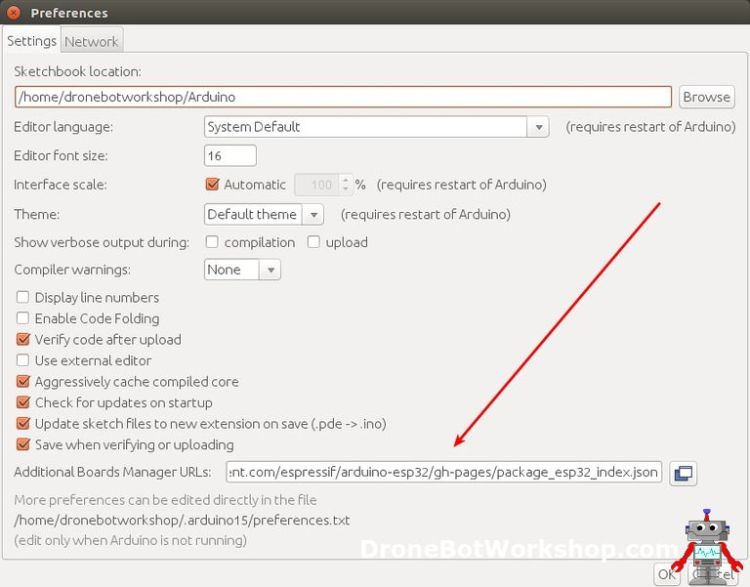 Preferences
Settings Network
Sketchbook location:
/home/dronebotworkshop/Arduino Browse
Editor language: System Default (requires restart of Arduino)
Editor font size: 16
Interface scale: Automatic 100 % (requires restart of Arduino)
Theme: Default theme (requires restart of Arduino)
Show verbose output during: compilation upload
Compiler warnings: None
Display line numbers
Enable Code Folding
Verify code after upload
Use external editor
Aggressively cache compiled core
Check for updates on startup
Update sketch files to new extension on save (.pde -> .ino)
Save when verifying or uploading
Additional Boards Manager URLs: nt.com/espressif/arduino-esp32/gh-pages/package_esp32_index.json
More preferences can be edited directly in the file
/home/dronebotworkshop/.arduino15/preferences.txt
(edit only when Arduino is not running)
DroneBotWorkshop.com
OK